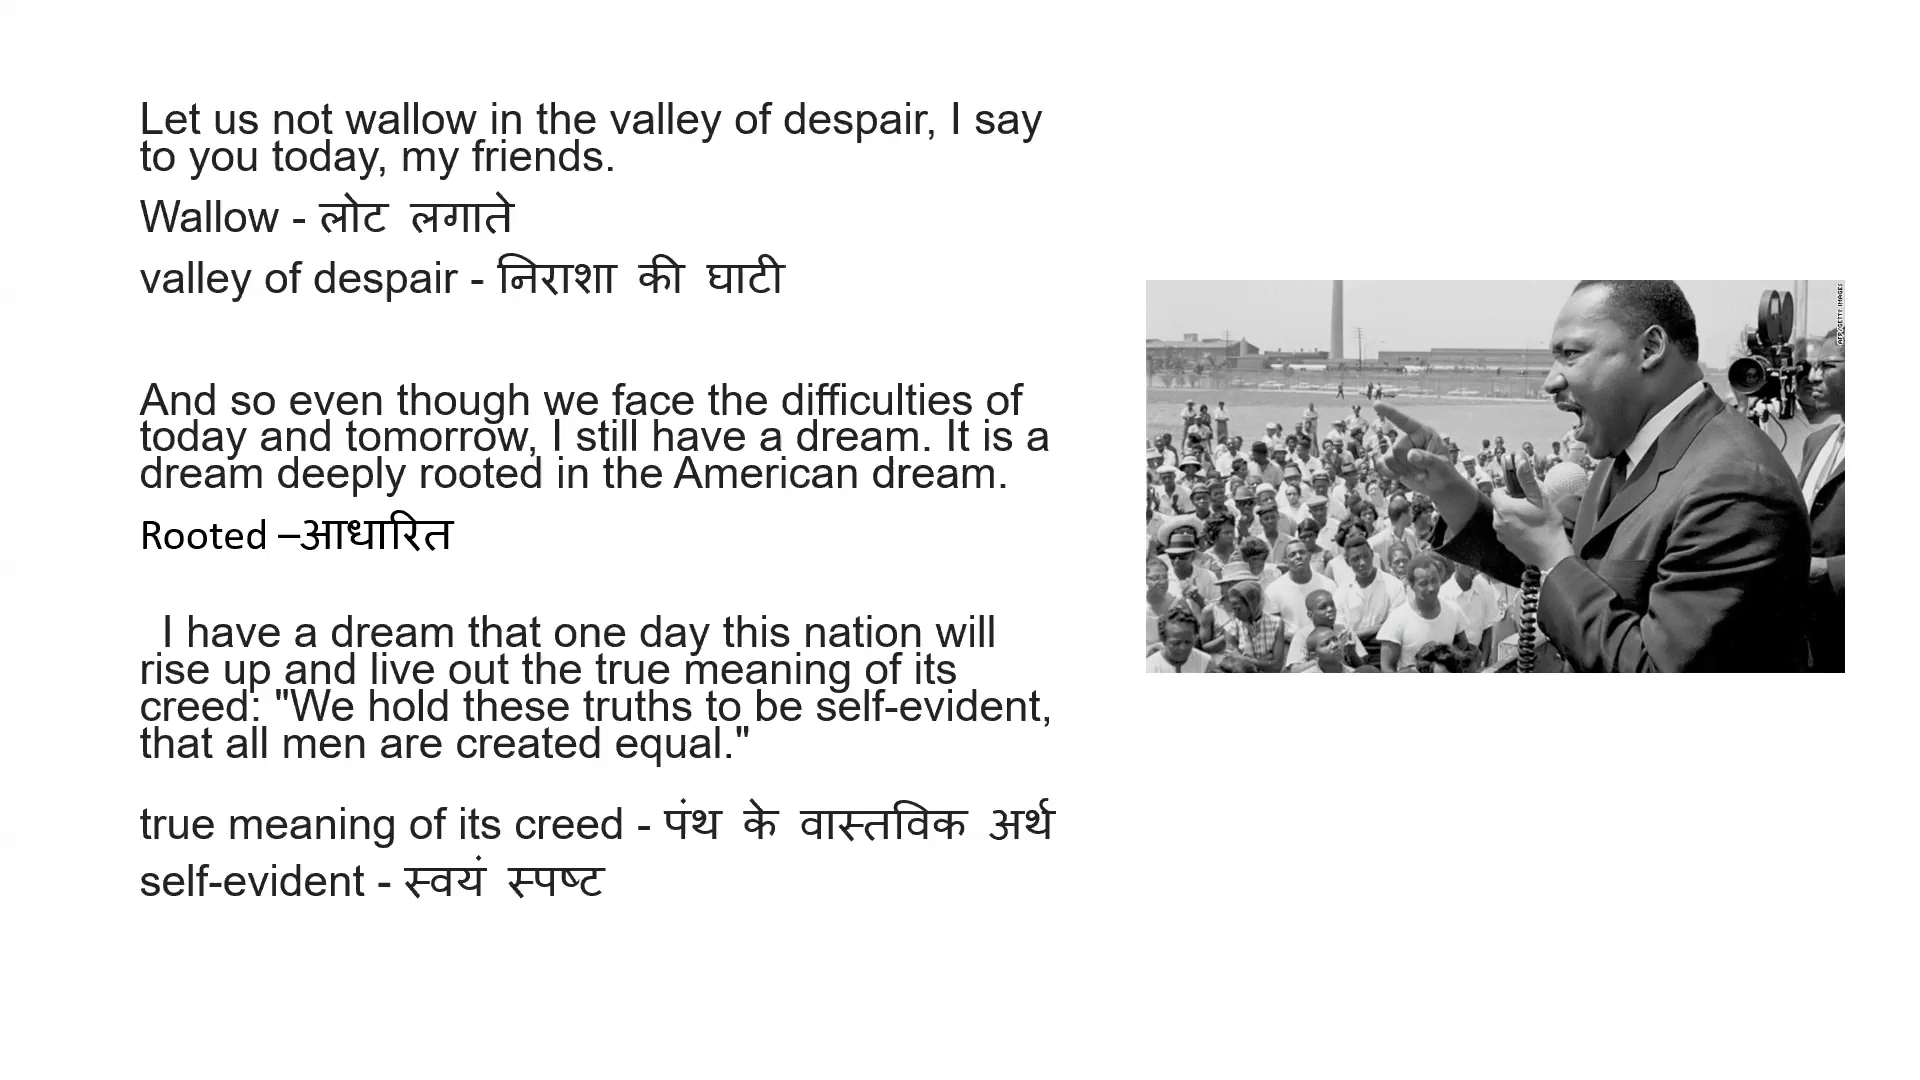 Let us not wallow in the valley of despair, I say
to you today, my friends.
Wallow - लोट लगाते
valley of despair - निराशा की घाटी
And so even though we face the difficulties of
today and tomorrow, I still have a dream. It is a
dream deeply rooted in the American dream.
Rooted –आधारित
I have a dream that one day this nation will
rise up and live out the true meaning of its
creed: "We hold these truths to be self-evident,
that all men are created equal."
true meaning of its creed - पंथ के वास्तविक अर्थ
self-evident - स्वयं स्पष्ट
AFP/GETTY IMAGES